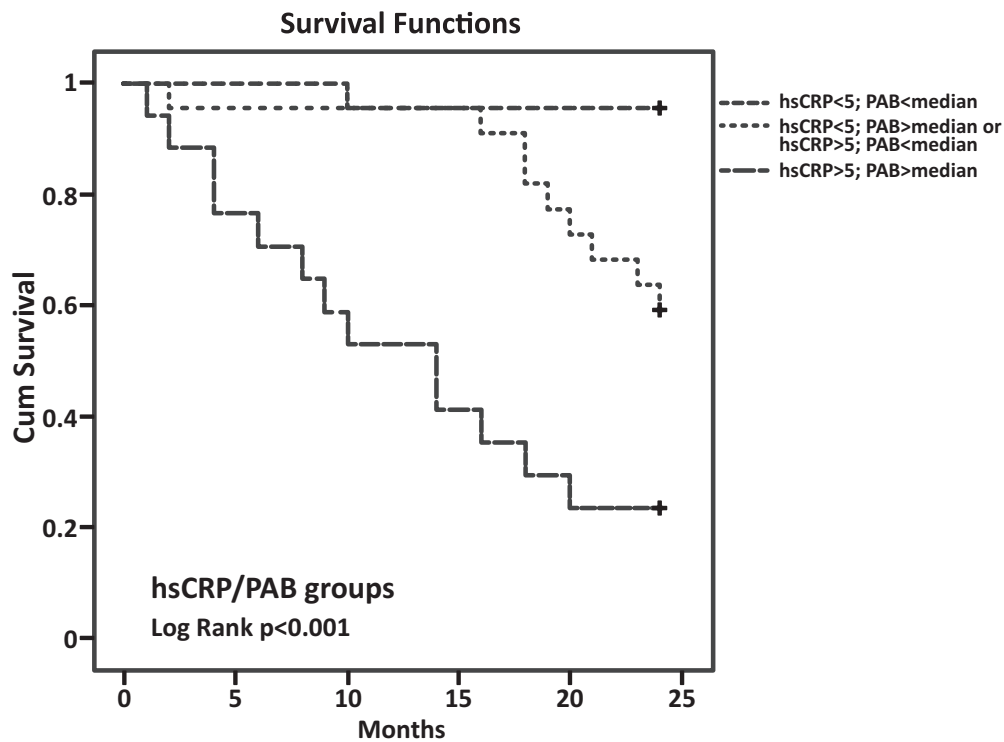 Survival Functions
Cum Survival
1
0.8
0.6
0.4
0.2
0
hsCRP/PAB groups
Log Rank p<0.001
0 5 10 15 20 25
Months
hsCRP<5; PAB<median
hsCRP<5; PAB>median or
hsCRP>5; PAB<median
hsCRP>5; PAB>median